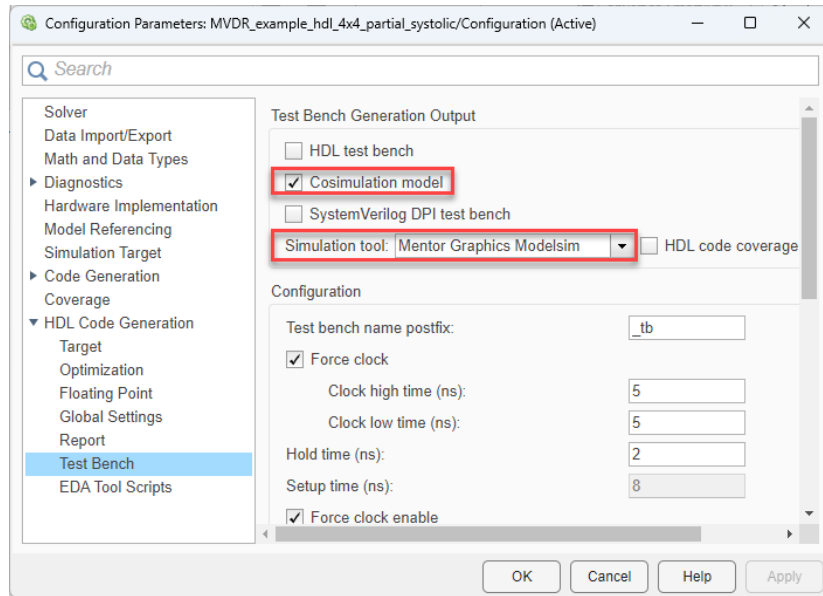 Configuration Parameters: MVDR_example_hdl_4x4_partial_systolic/Configuration (Active)
Search
Solver
Data Import/Export
Math and Data Types
Diagnostics
Hardware Implementation
Model Referencing
Simulation Target
Code Generation
Coverage
HDL Code Generation
Target
Optimization
Floating Point
Global Settings
Report
Test Bench
EDA Tool Scripts
Test Bench Generation Output
HDL test bench
Cosimulation model
SystemVerilog DPI test bench
Simulation tool: Mentor Graphics Modelsim HDL code coverage
Configuration
Test bench name postfix: _tb
Force clock
Clock high time (ns): 5
Clock low time (ns): 5
Hold time (ns): 2
Setup time (ns): 8
Force clock enable
OK Cancel Help Apply